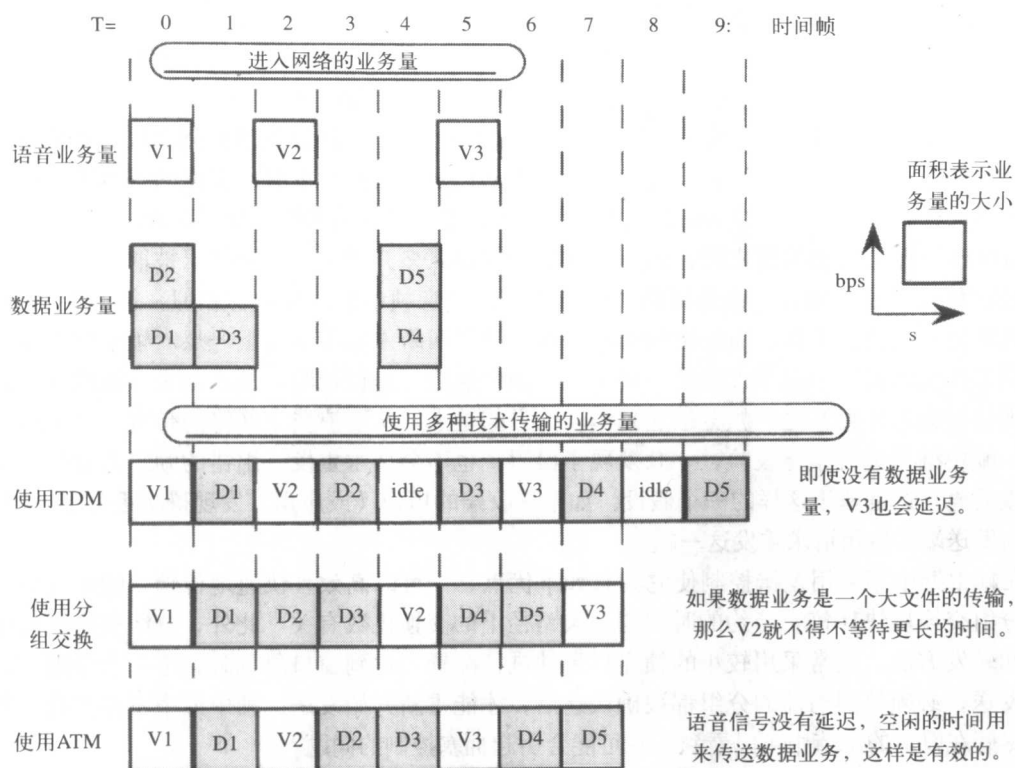 T= 0 1 2 3 4 5 6 7 8 9: 时间帧
进入网络的业务量
语音业务量 V1 V2 V3
面积表示业
务量的大小
D2 D5
bps
数据业务量
D1 D3 D4
s
使用多种技术传输的业务量
使用TDM V1 D1 V2 D2 idle D3 V3 D4 idle D5
即使没有数据业务
量，V3也会延迟。
使用分
组交换
V1 D1 D2 D3 V2 D4 D5 V3
如果数据业务是一个大文件的传输，
那么V2就不得不等待更长的时间。
使用ATM V1 D1 V2 D2 D3 V3 D4 D5
语音信号没有延迟，空闲的时间用
来传送数据业务，这样是有效的。